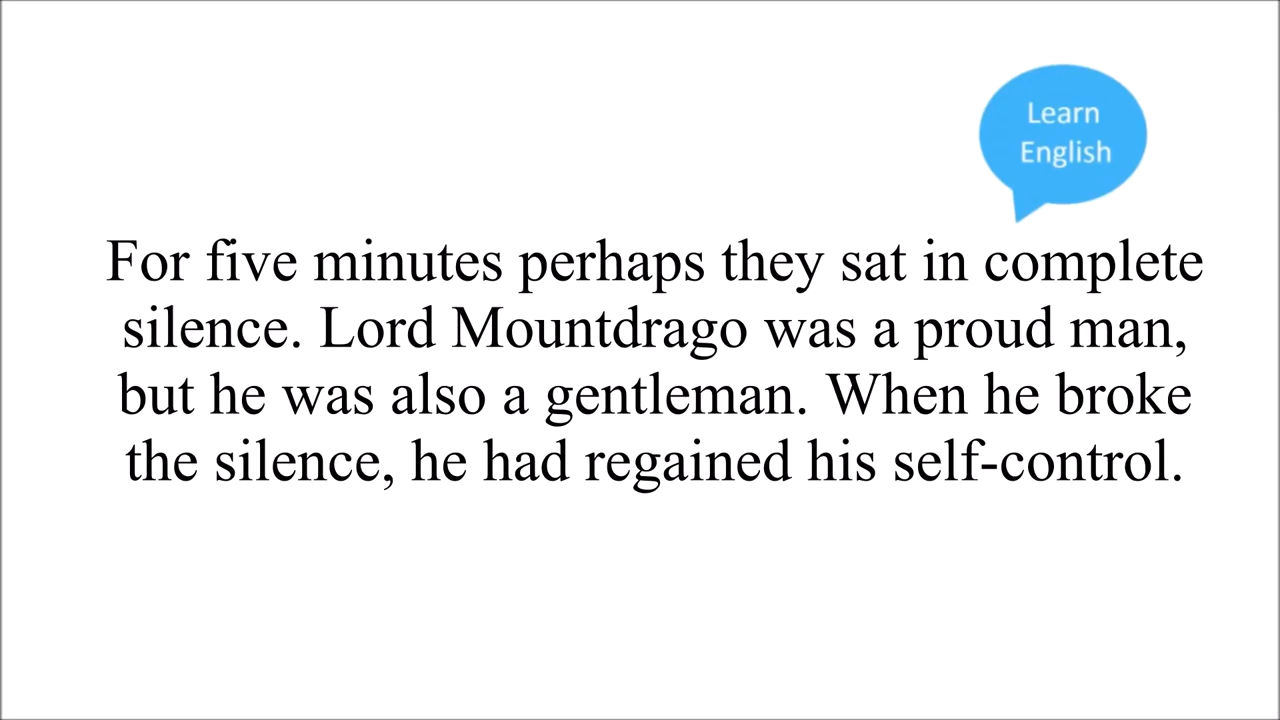 Learn
English
For five minutes perhaps they sat in complete
silence. Lord Mountdrago was a proud man,
but he was also a gentleman. When he broke
the silence, he had regained his self-control.